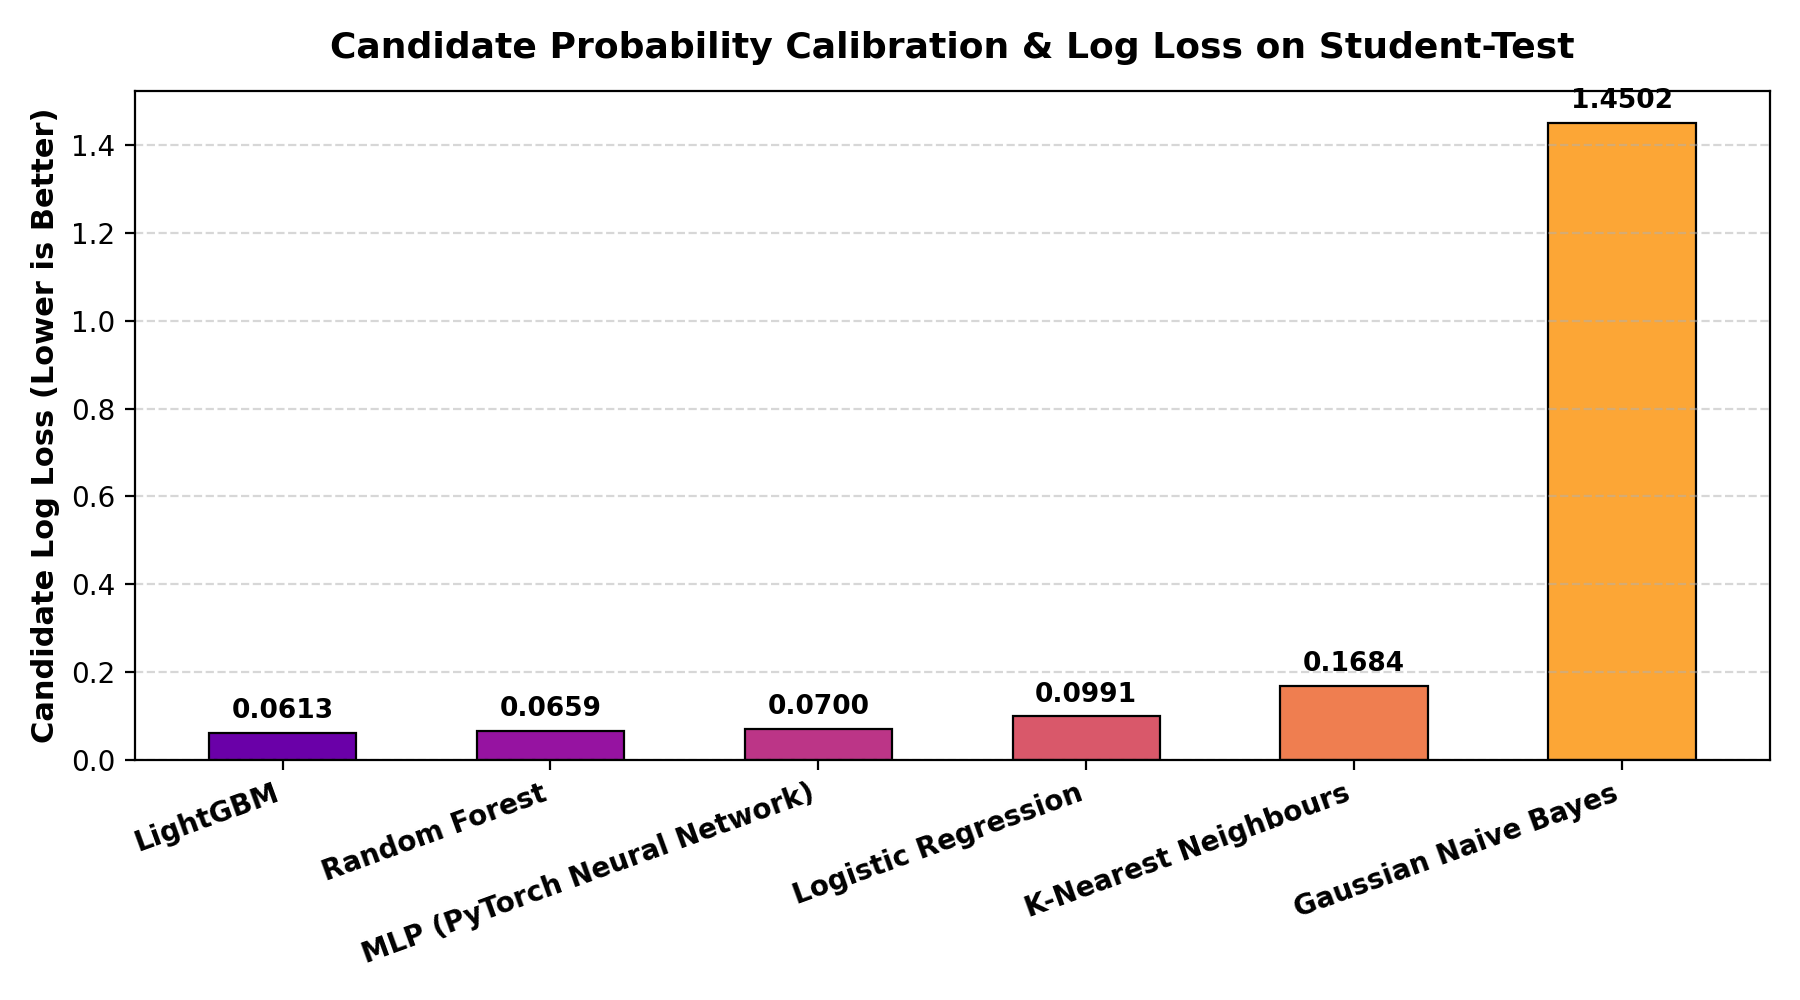 Candidate Probability Calibration & Log Loss on Student-Test
Candidate Log Loss (Lower is Better)
1.4
1.2
1.0
0.8
0.6
0.4
0.2
0.0
0.0613
0.0659
0.0700
0.0991
0.1684
1.4502
LightGBM
Random Forest
MLP (PyTorch Neural Network)
Logistic Regression
K-Nearest Neighbours
Gaussian Naive Bayes